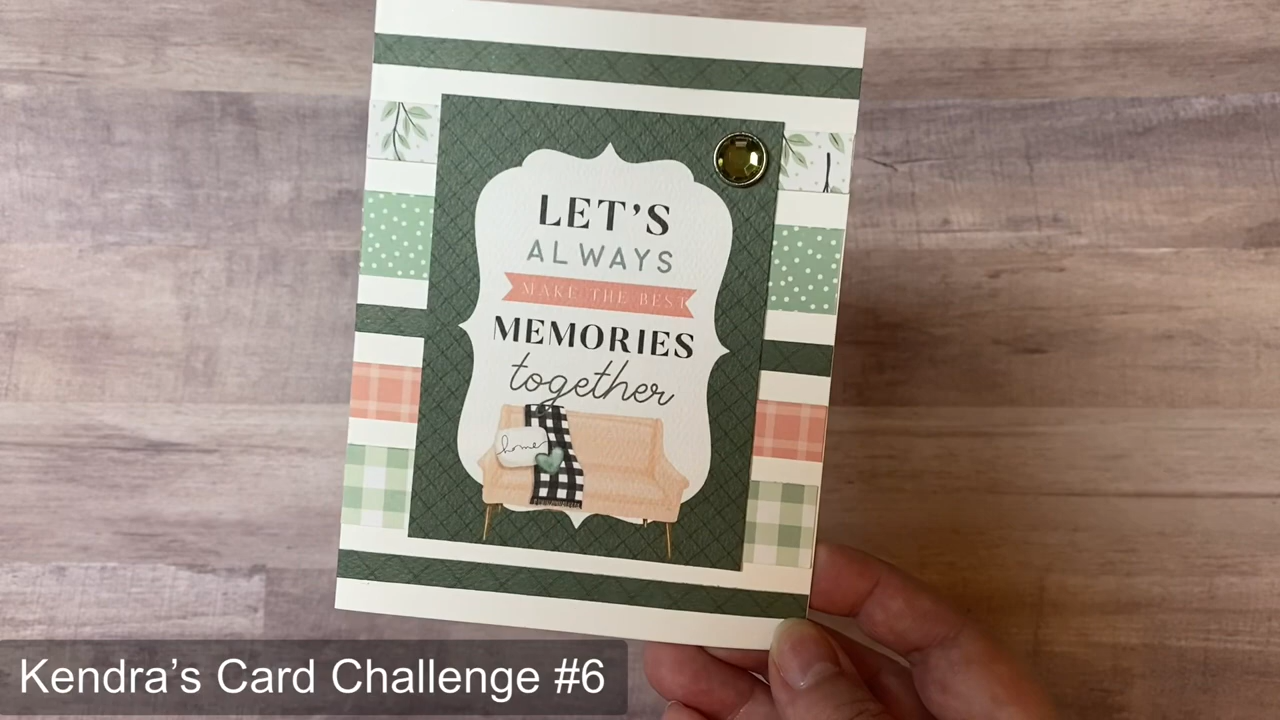 LET'S
ALWAYS
MAKE THE BEST
MEMORIES
together
home
Kendra's Card Challenge #6